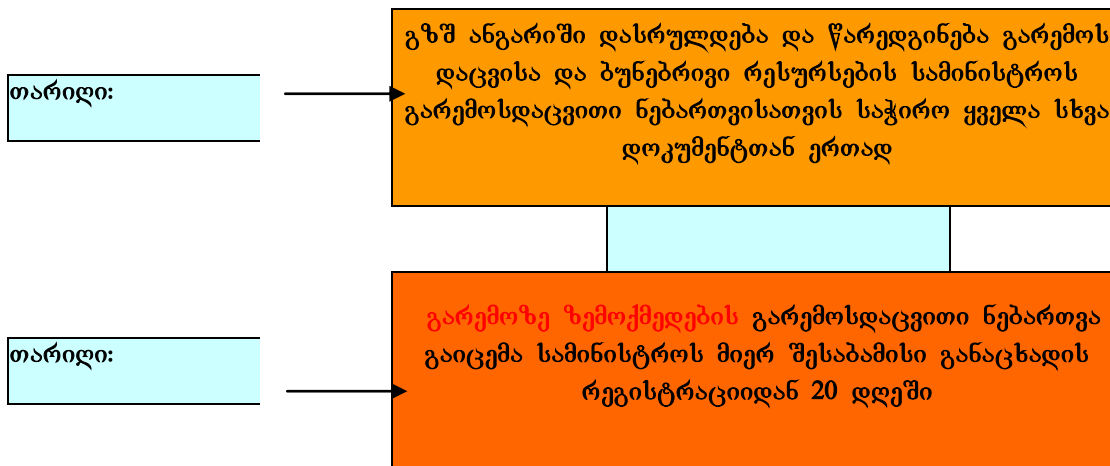 გზშ ანგარიში დასრულდება და წარედგინება გარემოს
დაცვისა და ბუნებრივი რესურსების სამინისტროს
გარემოსდაცვითი ნებართვისათვის საჭირო ყველა სხვა
დოკუმენტთან ერთად
თარიღი:
გარემოზე ზემოქმედების გარემოსდაცვითი ნებართვა
გაიცემა სამინისტროს მიერ შესაბამისი განაცხადის
რეგისტრაციიდან 20 დღეში
თარიღი: